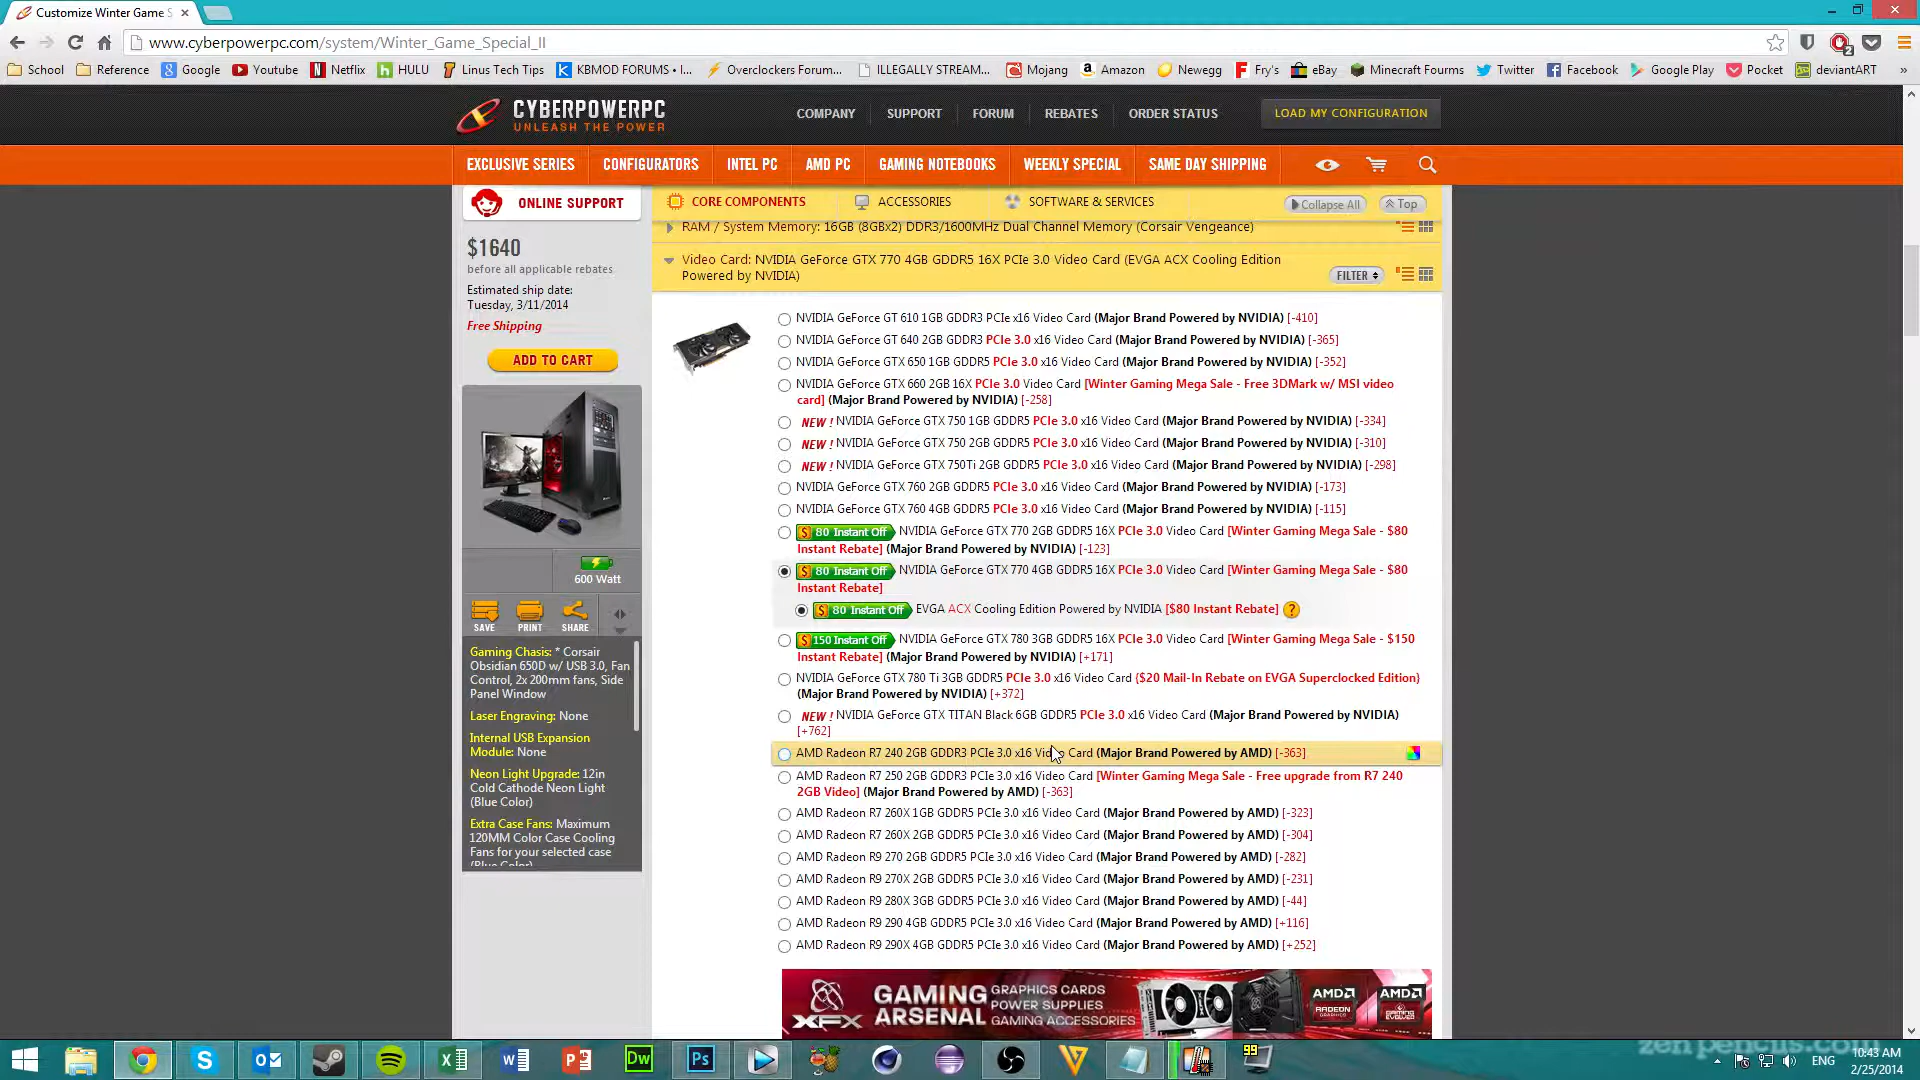 Customize Winter Game S
www.cyberpowerpc.com/system/Winter_Game_Special_II
2
School Reference Google Youtube Netflix HULU Linus Tech Tips KBMOD FORUMS • I... Overclockers Forum... ILLEGALLY STREAM... Mojang Amazon Newegg Fry's eBay Minecraft Fourms Twitter Facebook Google Play Pocket deviantART »
CYBERPOWERPC
UNLEASH THE POWER
COMPANY SUPPORT FORUM REBATES ORDER STATUS LOAD MY CONFIGURATION
EXCLUSIVE SERIES CONFIGURATORS INTEL PC AMD PC GAMING NOTEBOOKS WEEKLY SPECIAL SAME DAY SHIPPING
ONLINE SUPPORT
$1640
before all applicable rebates.
Estimated ship date:
Tuesday, 3/11/2014
Free Shipping
ADD TO CART
600 Watt
SAVE PRINT SHARE
Gaming Chasis: * Corsair
Obsidian 650D w/ USB 3.0, Fan
Control, 2x 200mm fans, Side
Panel Window
Laser Engraving: None
Internal USB Expansion
Module: None
Neon Light Upgrade: 12in
Cold Cathode Neon Light
(Blue Color)
Extra Case Fans: Maximum
120MM Color Case Cooling
Fans for your selected case
(Blue Color)
CORE COMPONENTS ACCESSORIES SOFTWARE & SERVICES Collapse All Top
RAM / System Memory: 16GB (8GBx2) DDR3/1600MHz Dual Channel Memory (Corsair Vengeance)
Video Card: NVIDIA GeForce GTX 770 4GB GDDR5 16X PCIe 3.0 Video Card (EVGA ACX Cooling Edition
Powered by NVIDIA)
FILTER
NVIDIA GeForce GT 610 1GB GDDR3 PCIe x16 Video Card (Major Brand Powered by NVIDIA) [-410]
NVIDIA GeForce GT 640 2GB GDDR3 PCIe 3.0 x16 Video Card (Major Brand Powered by NVIDIA) [-365]
NVIDIA GeForce GTX 650 1GB GDDR5 PCIe 3.0 x16 Video Card (Major Brand Powered by NVIDIA) [-352]
NVIDIA GeForce GTX 660 2GB 16X PCIe 3.0 Video Card [Winter Gaming Mega Sale - Free 3DMark w/ MSI video
card] (Major Brand Powered by NVIDIA) [-258]
NEW ! NVIDIA GeForce GTX 750 1GB GDDR5 PCIe 3.0 x16 Video Card (Major Brand Powered by NVIDIA) [-334]
NEW ! NVIDIA GeForce GTX 750 2GB GDDR5 PCIe 3.0 x16 Video Card (Major Brand Powered by NVIDIA) [-310]
NEW ! NVIDIA GeForce GTX 750Ti 2GB GDDR5 PCIe 3.0 x16 Video Card (Major Brand Powered by NVIDIA) [-298]
NVIDIA GeForce GTX 760 2GB GDDR5 PCIe 3.0 x16 Video Card (Major Brand Powered by NVIDIA) [-173]
NVIDIA GeForce GTX 760 4GB GDDR5 PCIe 3.0 x16 Video Card (Major Brand Powered by NVIDIA) [-115]
$ 80 Instant Off NVIDIA GeForce GTX 770 2GB GDDR5 16X PCIe 3.0 Video Card [Winter Gaming Mega Sale - $80
Instant Rebate] (Major Brand Powered by NVIDIA) [-123]
$ 80 Instant Off NVIDIA GeForce GTX 770 4GB GDDR5 16X PCIe 3.0 Video Card [Winter Gaming Mega Sale - $80
Instant Rebate]
$ 80 Instant Off EVGA ACX Cooling Edition Powered by NVIDIA [$80 Instant Rebate] ?
$ 150 Instant Off NVIDIA GeForce GTX 780 3GB GDDR5 16X PCIe 3.0 Video Card [Winter Gaming Mega Sale - $150
Instant Rebate] (Major Brand Powered by NVIDIA) [+171]
NVIDIA GeForce GTX 780 Ti 3GB GDDR5 PCIe 3.0 x16 Video Card ($20 Mail-In Rebate on EVGA Superclocked Edition)
(Major Brand Powered by NVIDIA) [+372]
NEW ! NVIDIA GeForce GTX TITAN Black 6GB GDDR5 PCIe 3.0 x16 Video Card (Major Brand Powered by NVIDIA)
[+762]
AMD Radeon R7 240 2GB GDDR3 PCIe 3.0 x16 Video Card (Major Brand Powered by AMD) [-363]
AMD Radeon R7 250 2GB GDDR3 PCIe 3.0 x16 Video Card [Winter Gaming Mega Sale - Free upgrade from R7 240
2GB Video] (Major Brand Powered by AMD) [-363]
AMD Radeon R7 260X 1GB GDDR5 PCIe 3.0 x16 Video Card (Major Brand Powered by AMD) [-323]
AMD Radeon R7 260X 2GB GDDR5 PCIe 3.0 x16 Video Card (Major Brand Powered by AMD) [-304]
AMD Radeon R9 270 2GB GDDR5 PCIe 3.0 x16 Video Card (Major Brand Powered by AMD) [-282]
AMD Radeon R9 270X 2GB GDDR5 PCIe 3.0 x16 Video Card (Major Brand Powered by AMD) [-231]
AMD Radeon R9 280X 3GB GDDR5 PCIe 3.0 x16 Video Card (Major Brand Powered by AMD) [-44]
AMD Radeon R9 290 4GB GDDR5 PCIe 3.0 x16 Video Card (Major Brand Powered by AMD) [+116]
AMD Radeon R9 290X 4GB GDDR5 PCIe 3.0 x16 Video Card (Major Brand Powered by AMD) [+252]
XFX GAMING ARSENAL
GRAPHICS CARDS
POWER SUPPLIES
GAMING ACCESSORIES
AMD RADEON GRAPHICS
AMD GAMING EVOLVED
Dw Ps 99
zen pencils.com
ENG
10:43 AM
2/25/2014